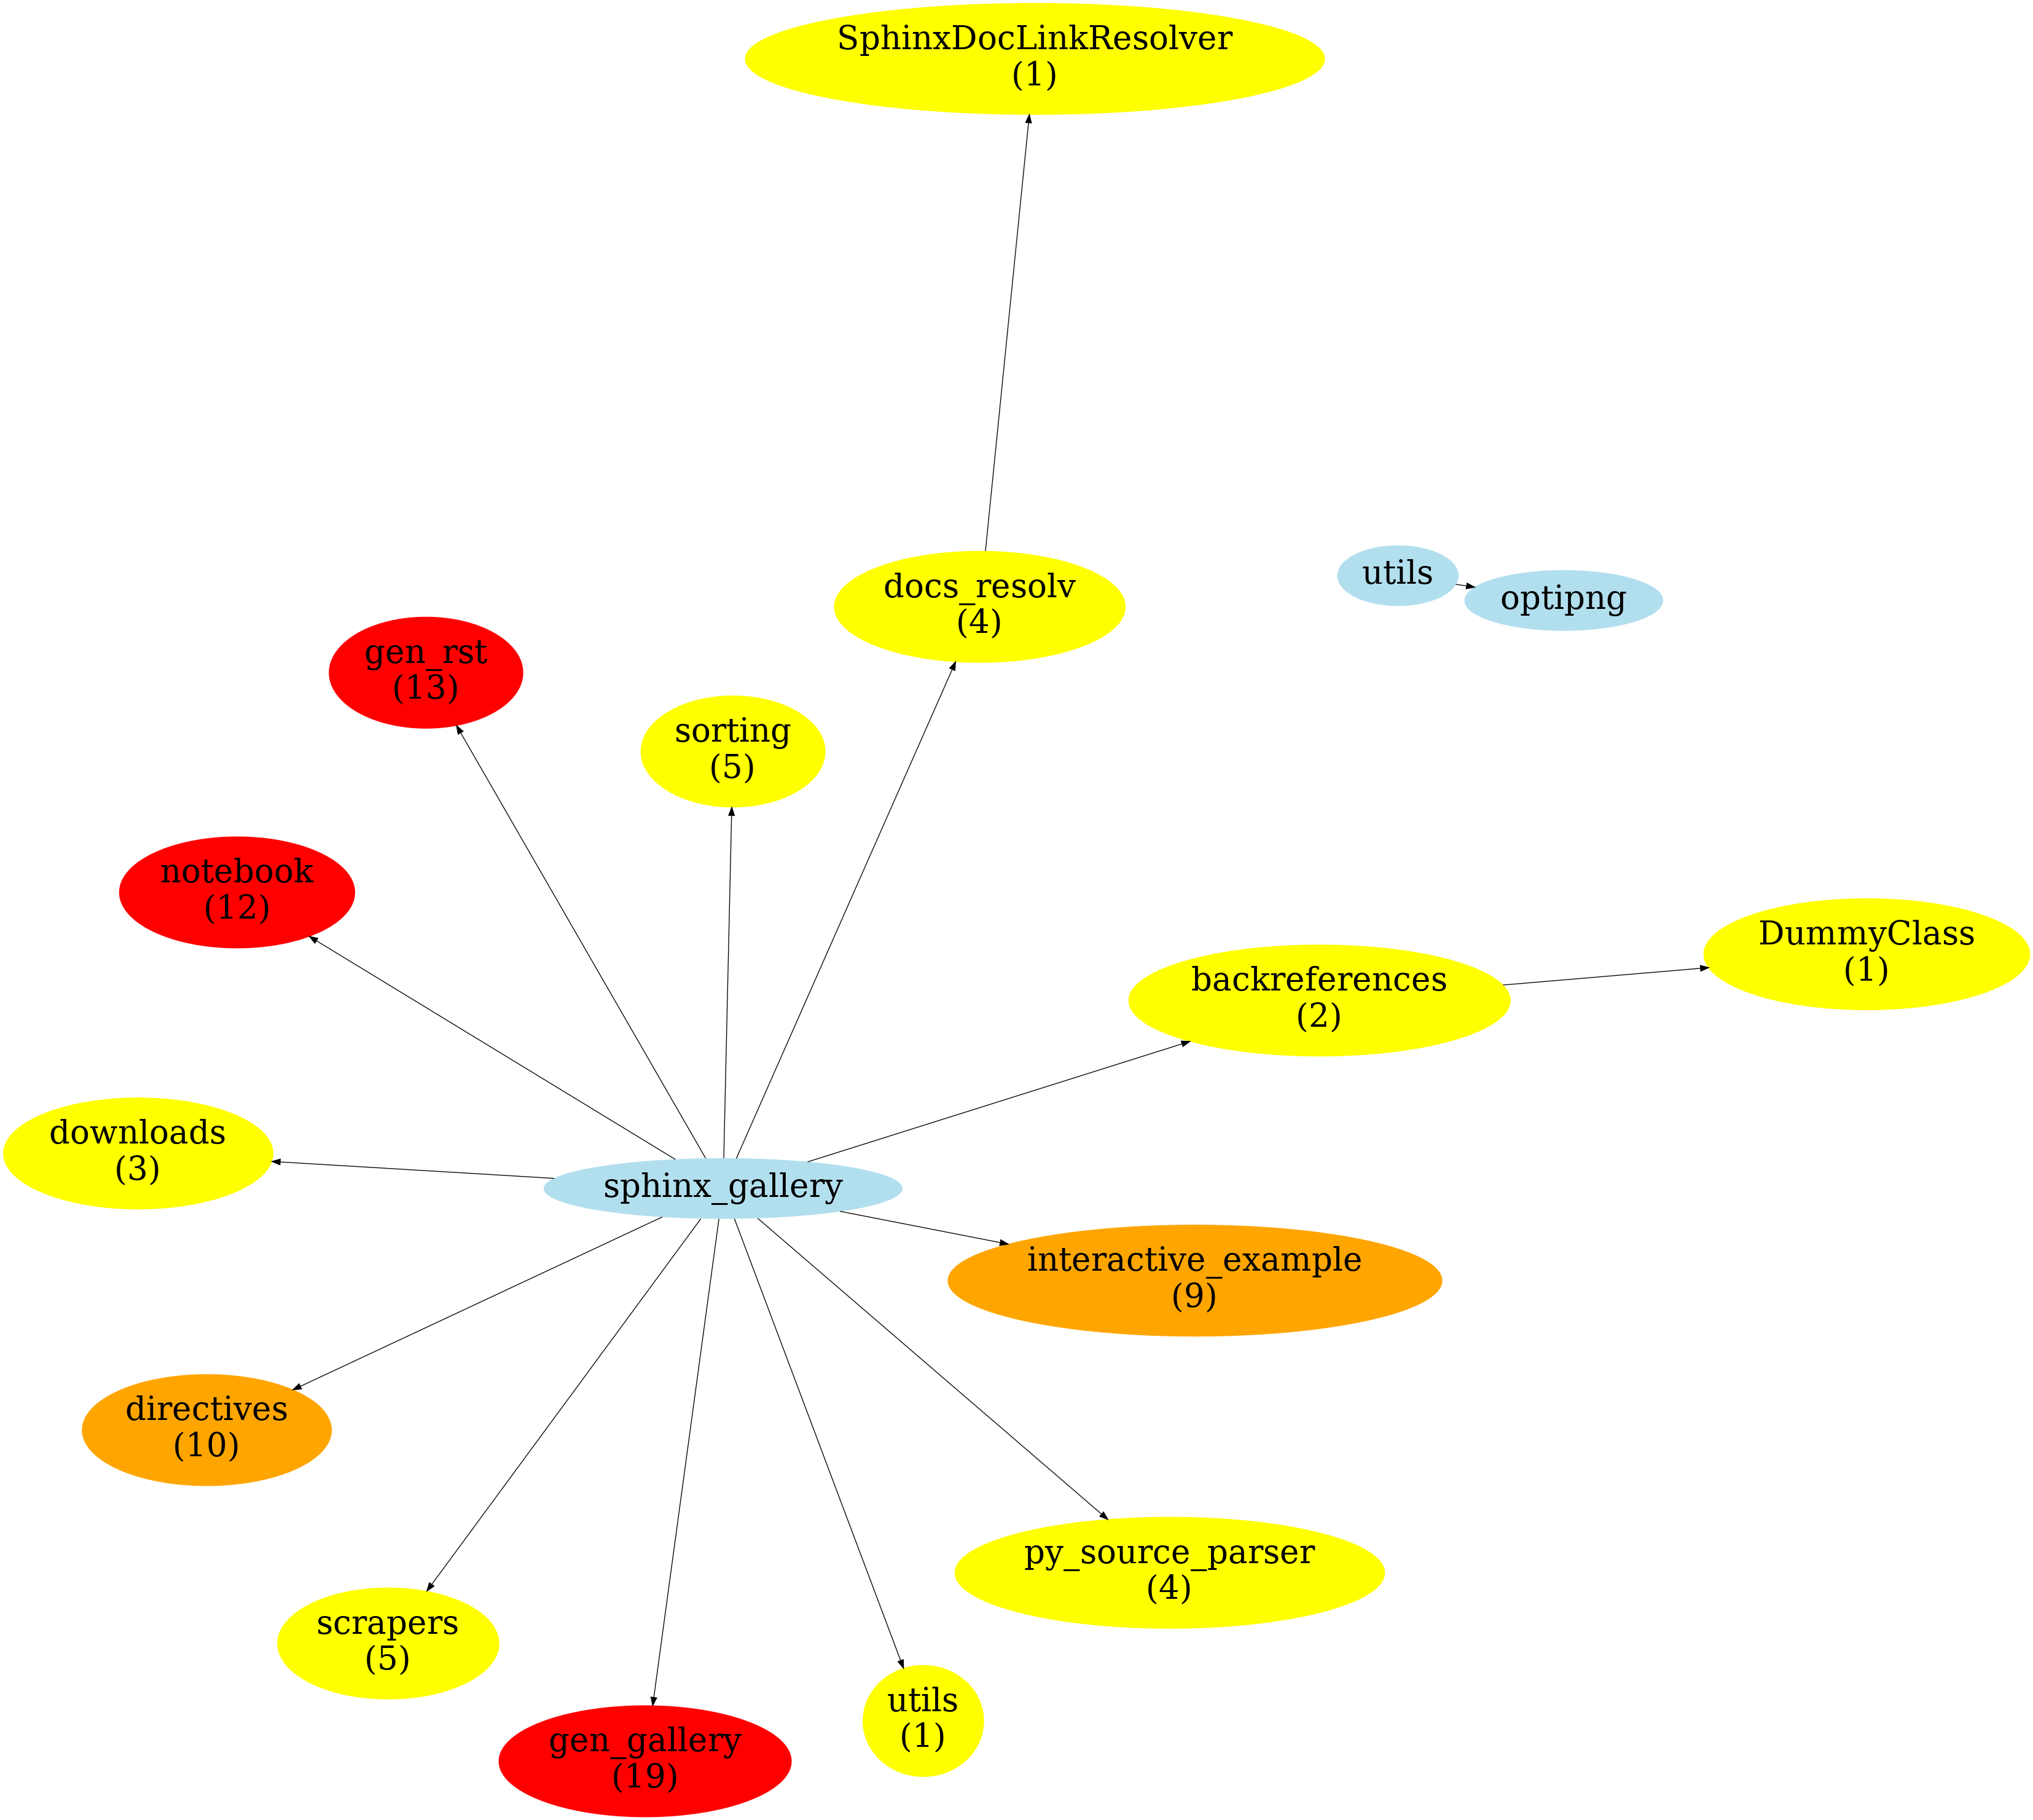 SphinxDocLinkResolver
(1)
docs_resolv
(4)
utils
optipng
gen_rst
(13)
sorting
(5)
notebook
(12)
backreferences
(2)
DummyClass
(1)
downloads
(3)
sphinx_gallery
interactive_example
(9)
directives
(10)
py_source_parser
(4)
scrapers
(5)
utils
(1)
gen_gallery
(19)